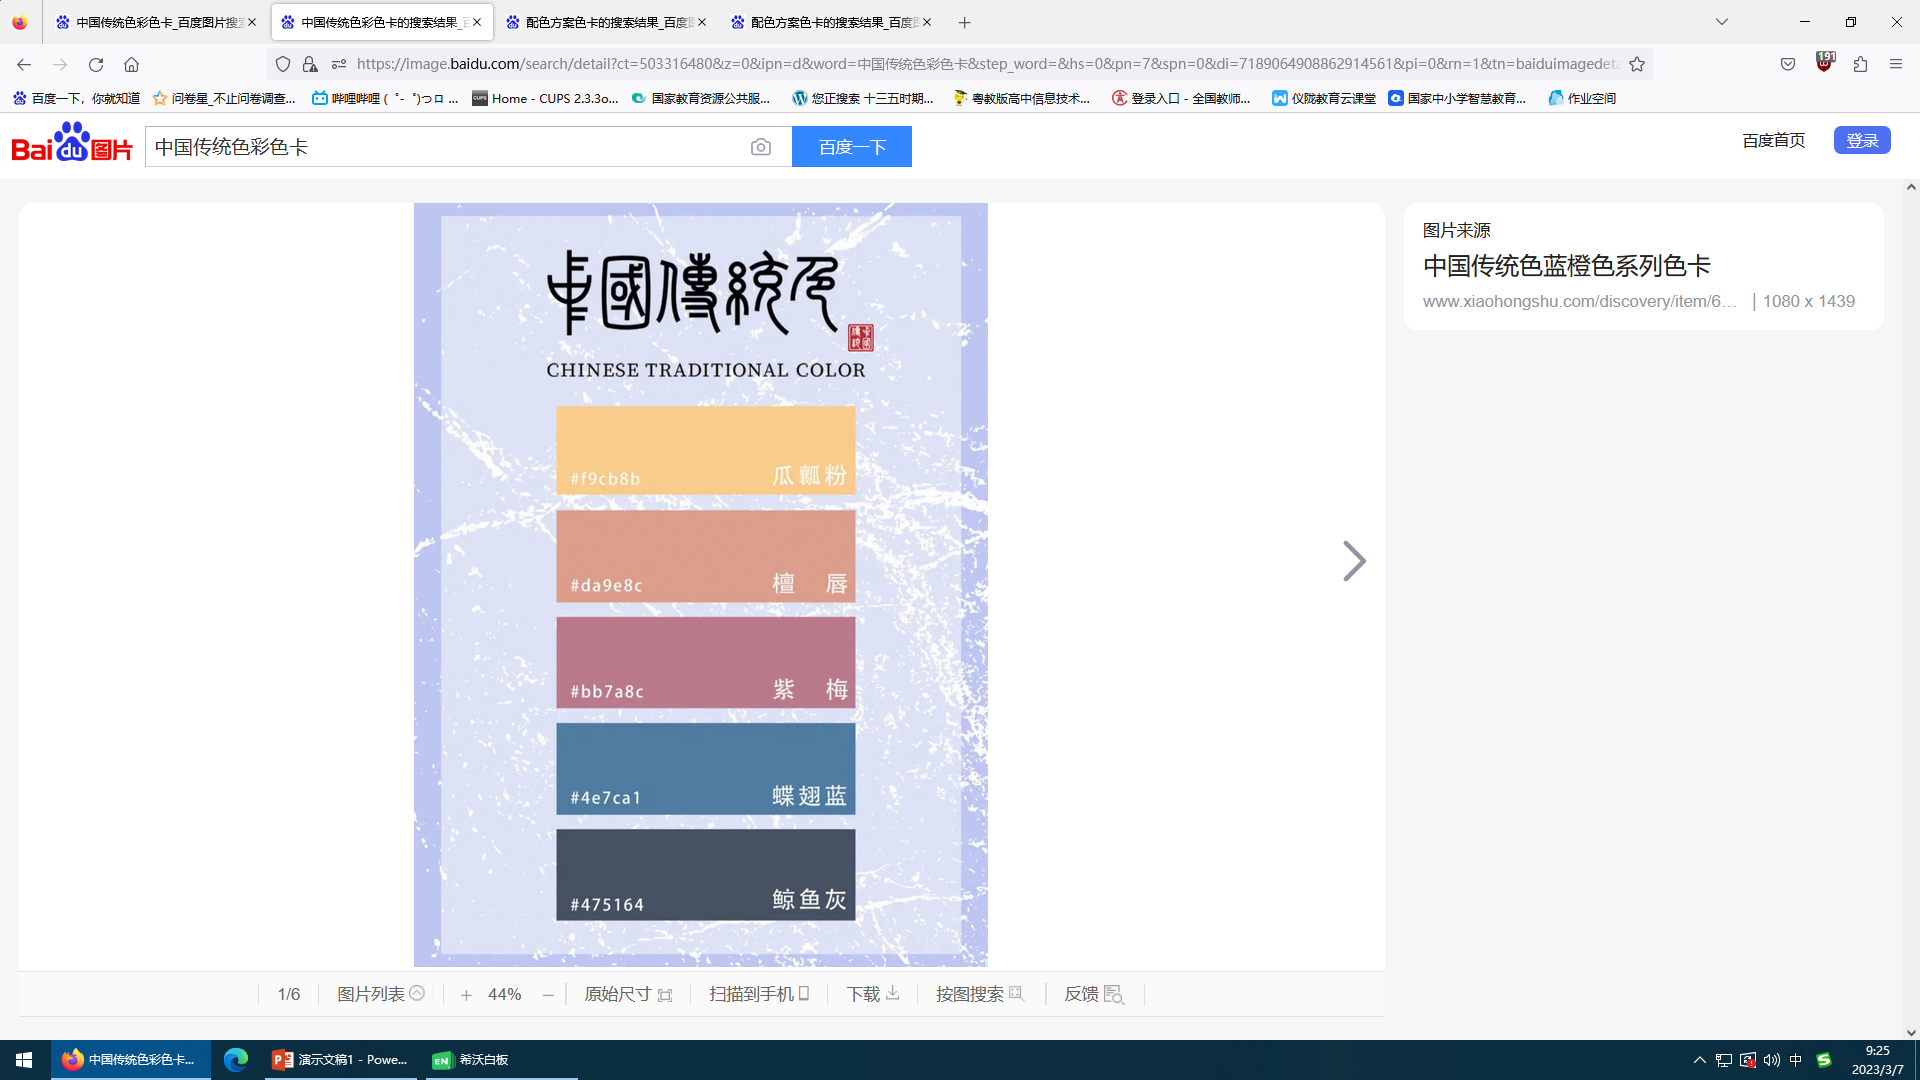 中国传统色彩色卡_百度图片搜
中国传统色彩色卡的搜索结果_百
配色方案色卡的搜索结果_百度图
配色方案色卡的搜索结果_百度图
https://image.baidu.com/search/detail?ct=503316480&z=0&ipn=d&word=中国传统色彩色卡&step_word=&hs=0&pn=7&spn=0&di=7189064908862914561&pi=0&rn=1&tn=baiduimagedeta
191
百度一下，你就知道
问卷星_不止问卷调查...
哔哩哔哩 ( ゜- ゜)つロ ...
CUPS Home - CUPS 2.3.3o...
国家教育资源公共服...
您正搜索 十三五时期...
粤教版高中信息技术...
登录入口 - 全国教师...
仪陇教育云课堂
国家中小学智慧教育...
作业空间
Bai du 图片
中国传统色彩色卡
百度一下
百度首页
登录
中國傳統色
CHINESE TRADITIONAL COLOR
#f9cb8b 瓜瓤粉
#da9e8c 檀唇
#bb7a8c 紫梅
#4e7ca1 蝶翅蓝
#475164 鲸鱼灰
图片来源
中国传统色蓝橙色系列色卡
www.xiaohongshu.com/discovery/item/6... | 1080 x 1439
1/6
图片列表
44%
原始尺寸
扫描到手机
下载
按图搜索
反馈
中国传统色彩色卡...
演示文稿1 - Powe...
EN 希沃白板
中
9:25
2023/3/7